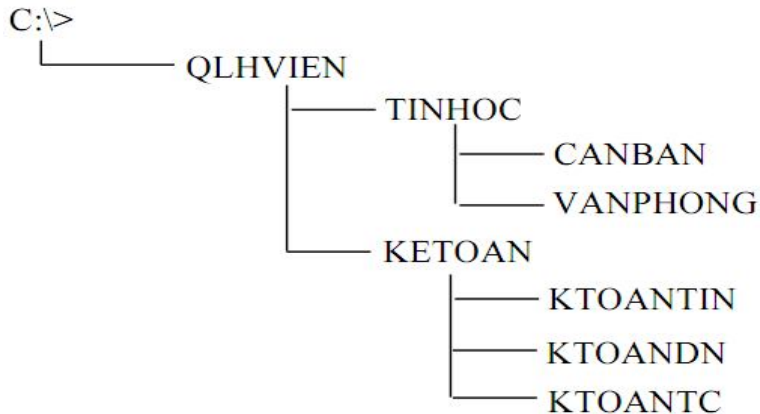 C:\>
QLHVIEN
TINHOC
CANBAN
VANPHONG
KETOAN
KTOANTIN
KTOANDN
KTOANTC